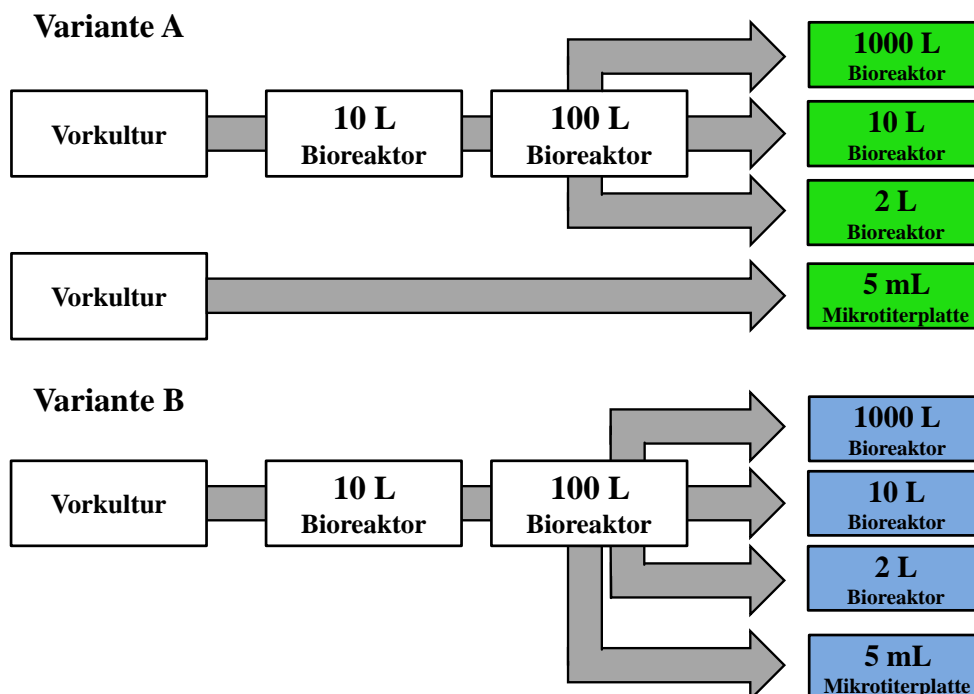 Variante A
1000 L
Bioreaktor
Vorkultur
10 L
Bioreaktor
100 L
Bioreaktor
10 L
Bioreaktor
2 L
Bioreaktor
Vorkultur
5 mL
Mikrotiterplatte
Variante B
1000 L
Bioreaktor
Vorkultur
10 L
Bioreaktor
100 L
Bioreaktor
10 L
Bioreaktor
2 L
Bioreaktor
5 mL
Mikrotiterplatte